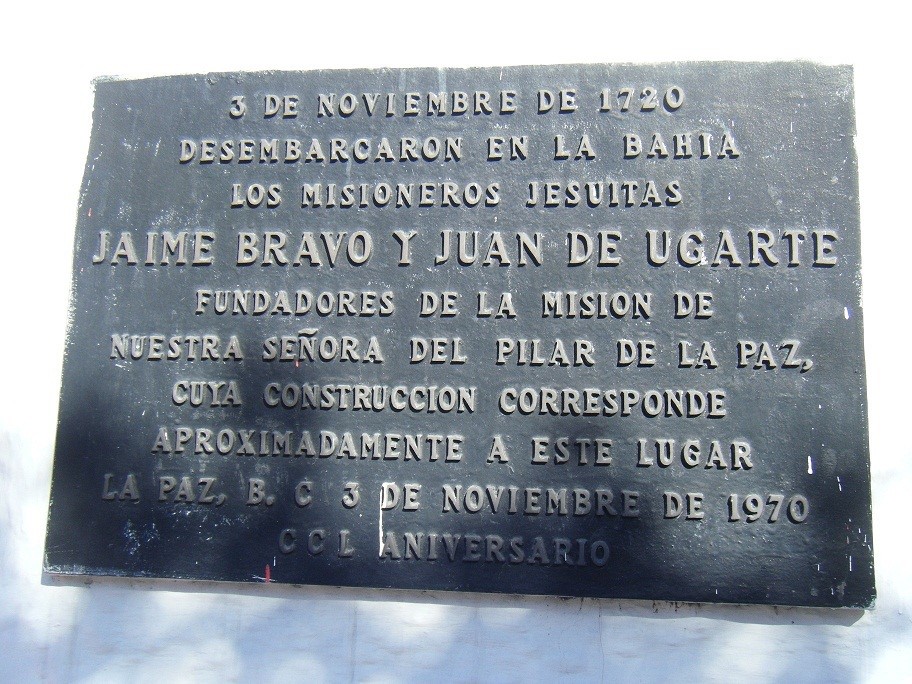 3 DE NOVIEMBRE DE 1720
DESEMBARCARON EN LA BAHIA
LOS MISIONEROS JESUITAS
JAIME BRAVO Y JUAN DE UGARTE
FUNDADORES DE LA MISION DE
NUESTRA SEÑORA DEL PILAR DE LA PAZ,
CUYA CONSTRUCCION CORRESPONDE
APROXIMADAMENTE A ESTE LUGAR
LA PAZ, B. C 3 DE NOVIEMBRE DE 1970
CCL ANIVERSARIO